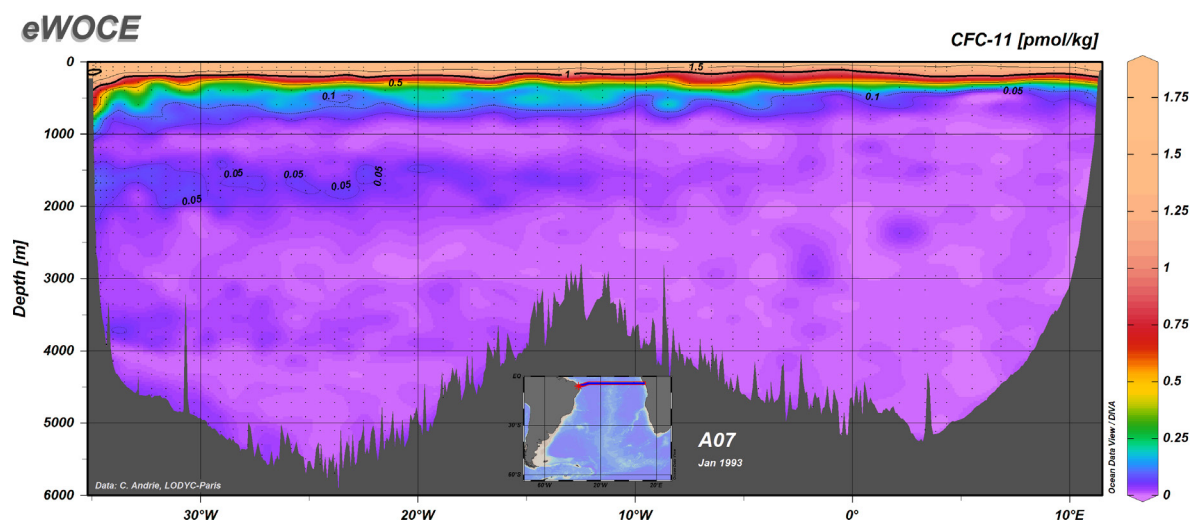 eWOCE
CFC-11 [pmol/kg]
0
1000
2000
3000
4000
5000
6000
Depth [m]
1.5
1
0.5
0.1
0.1
0.05
0.05
0.05
0.05
0.05
0.05
A07
Jan 1993
Data: C. Andrie, LODYC-Paris
30°W
20°W
10°W
0°
10°E
1.75
1.5
1.25
1
0.75
0.5
0.25
0
Ocean Data View / DIVA